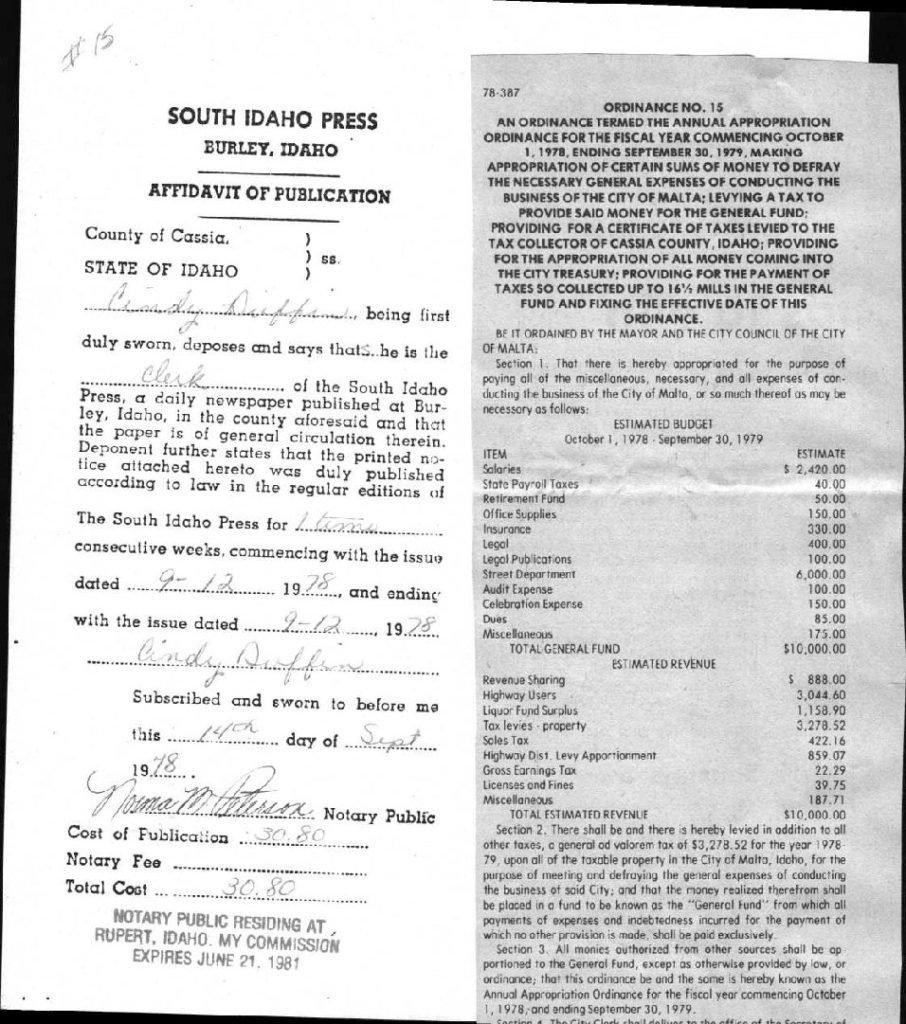 # 15
SOUTH IDAHO PRESS
BURLEY, IDAHO
AFFIDAVIT OF PUBLICATION
County of Cassia, )
) ss.
STATE OF IDAHO )
Cindy Duffin, being first
duly sworn, deposes and says that S he is the
Clerk of the South Idaho
Press, a daily newspaper published at Bur-
ley, Idaho, in the county aforesaid and that
the paper is of general circulation therein.
Deponent further states that the printed no-
tice attached hereto was duly published
according to law in the regular editions of
The South Idaho Press for 1 time
consecutive weeks, commencing with the issue
dated 9-12 1978, and ending
with the issue dated 9-12, 1978
Cindy Duffin
Subscribed and sworn to before me
this 14th day of Sept
1978.
Norma M. Peterson Notary Public
Cost of Publication 30.80
Notary Fee
Total Cost 30.80
NOTARY PUBLIC RESIDING AT
RUPERT, IDAHO. MY COMMISSION
EXPIRES JUNE 21, 1981
78-387
ORDINANCE NO. 15
AN ORDINANCE TERMED THE ANNUAL APPROPRIATION
ORDINANCE FOR THE FISCAL YEAR COMMENCING OCTOBER
1, 1978, ENDING SEPTEMBER 30, 1979, MAKING
APPROPRIATION OF CERTAIN SUMS OF MONEY TO DEFRAY
THE NECESSARY GENERAL EXPENSES OF CONDUCTING THE
BUSINESS OF THE CITY OF MALTA; LEVYING A TAX TO
PROVIDE SAID MONEY FOR THE GENERAL FUND;
PROVIDING FOR A CERTIFICATE OF TAXES LEVIED TO THE
TAX COLLECTOR OF CASSIA COUNTY, IDAHO; PROVIDING
FOR THE APPROPRIATION OF ALL MONEY COMING INTO
THE CITY TREASURY; PROVIDING FOR THE PAYMENT OF
TAXES SO COLLECTED UP TO 16½ MILLS IN THE GENERAL
FUND AND FIXING THE EFFECTIVE DATE OF THIS
ORDINANCE.
BE IT ORDAINED BY THE MAYOR AND THE CITY COUNCIL OF THE CITY
OF MALTA:
Section 1. That there is hereby appropriated for the purpose of
paying all of the miscellaneous, necessary, and all expenses of con-
ducting the business of the City of Malta, or so much thereof as may be
necessary as follows:
ESTIMATED BUDGET
October 1, 1978 - September 30, 1979
ITEM ESTIMATE
Salaries $ 2,420.00
State Payroll Taxes 40.00
Retirement Fund 50.00
Office Supplies 150.00
Insurance 330.00
Legal 400.00
Legal Publications 100.00
Street Department 6,000.00
Audit Expense 100.00
Celebration Expense 150.00
Dues 85.00
Miscellaneous 175.00
TOTAL GENERAL FUND $10,000.00
ESTIMATED REVENUE
Revenue Sharing $ 888.00
Highway Users 3,044.60
Liquor Fund Surplus 1,158.90
Tax levies - property 3,278.52
Sales Tax 422.16
Highway Dist. Levy Apportionment 859.07
Gross Earnings Tax 22.29
Licenses and Fines 39.75
Miscellaneous 187.71
TOTAL ESTIMATED REVENUE $10,000.00
Section 2. There shall be and there is hereby levied in addition to all
other taxes, a general ad valorem tax of $3,278.52 for the year 1978-
79, upon all of the taxable property in the City of Malta, Idaho, for the
purpose of meeting and defraying the general expenses of conducting
the business of said City; and that the money realized therefrom shall
be placed in a fund to be known as the "General Fund" from which all
payments of expenses and indebtedness incurred for the payment of
which no other provision is made, shall be paid exclusively.
Section 3. All monies authorized from other sources shall be ap-
portioned to the General Fund, except as otherwise provided by law, or
ordinance; that this ordinance be and the same is hereby known as the
Annual Appropriation Ordinance for the fiscal year commencing October
1, 1978, and ending September 30, 1979.
Section 4. The City Clerk shall deliver to the office of the Secretary of